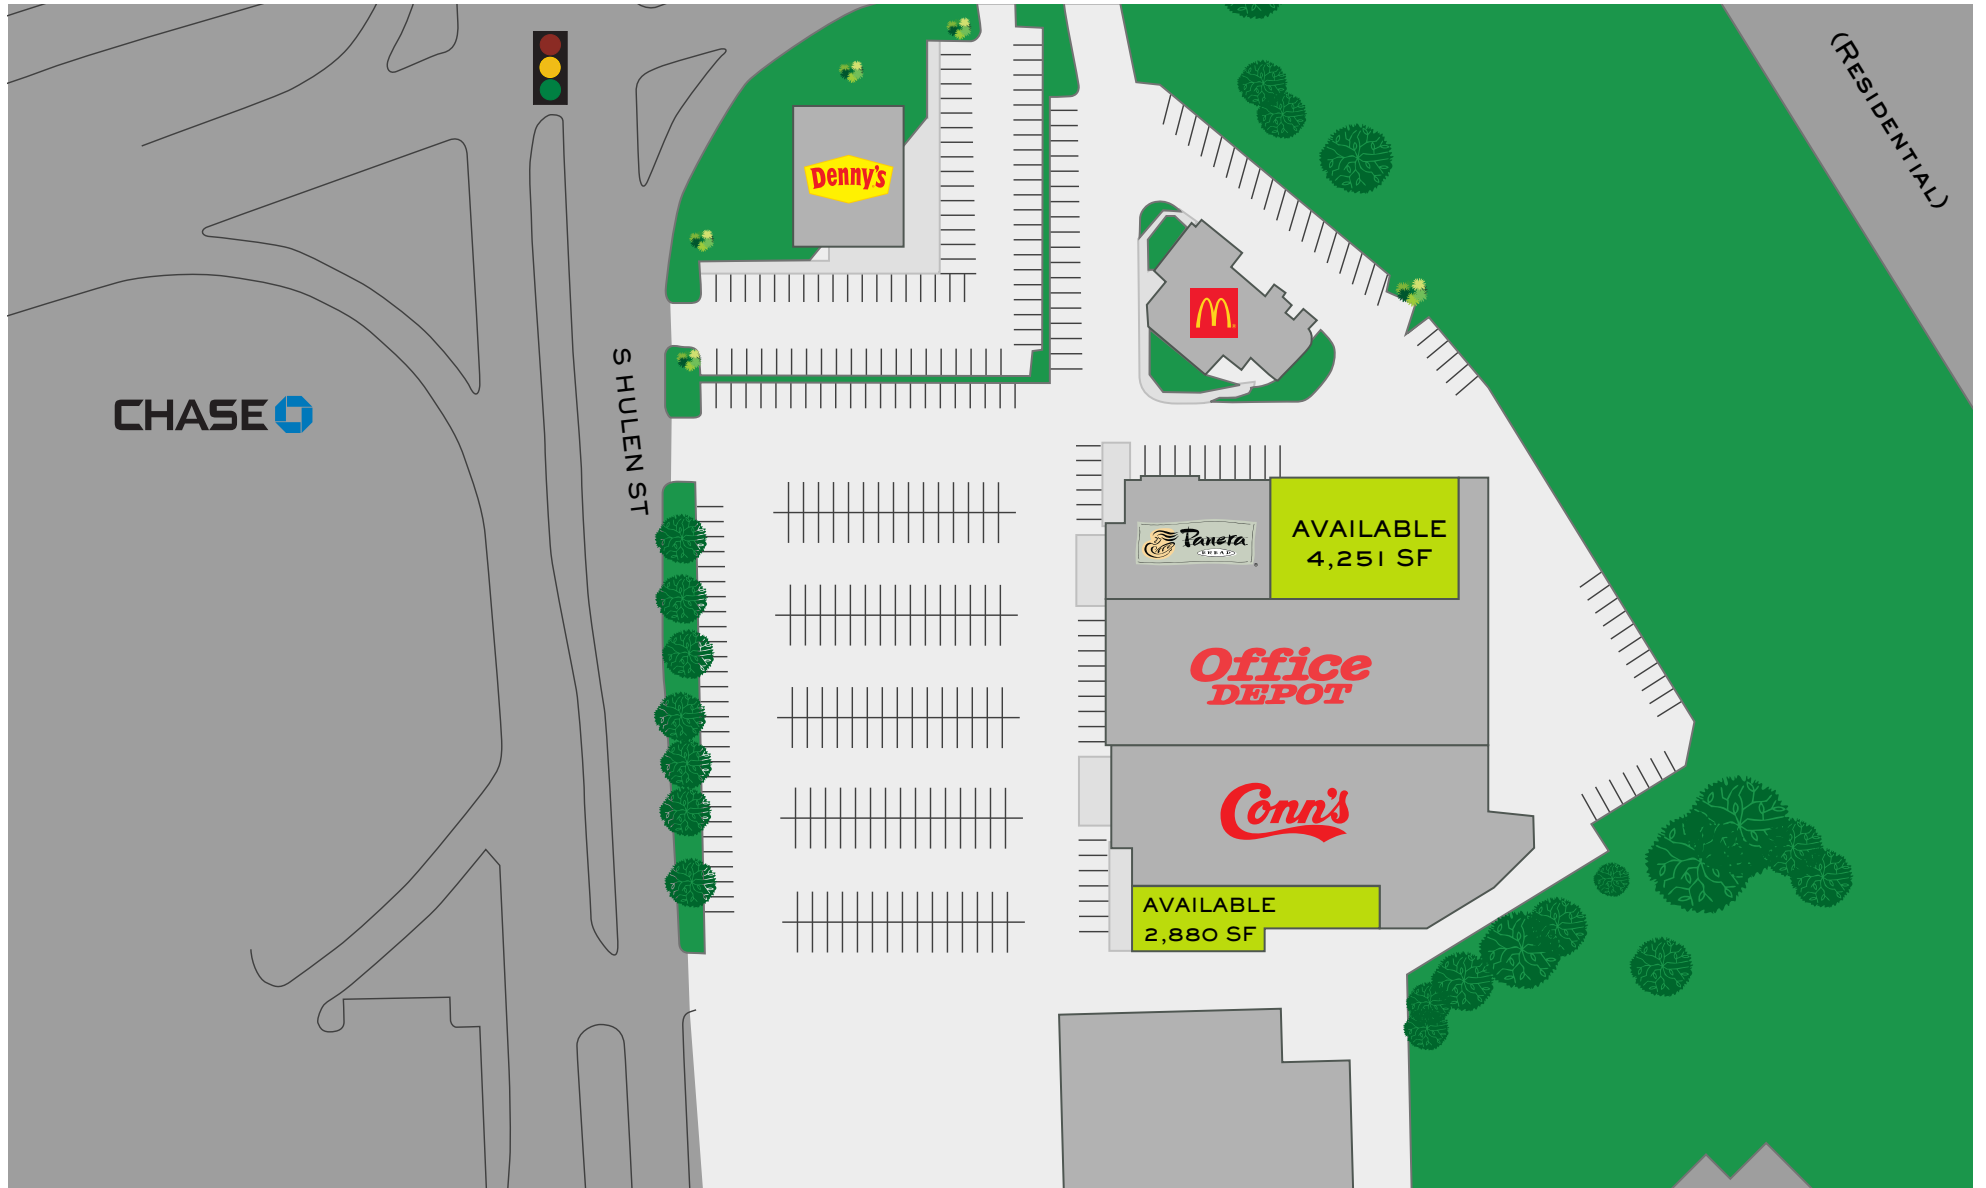 (RESIDENTIAL)
Denny's
CHASE
S HULEN ST
Panera
BREAD
AVAILABLE
4,251 SF
Office
DEPOT
Conn's
AVAILABLE
2,880 SF